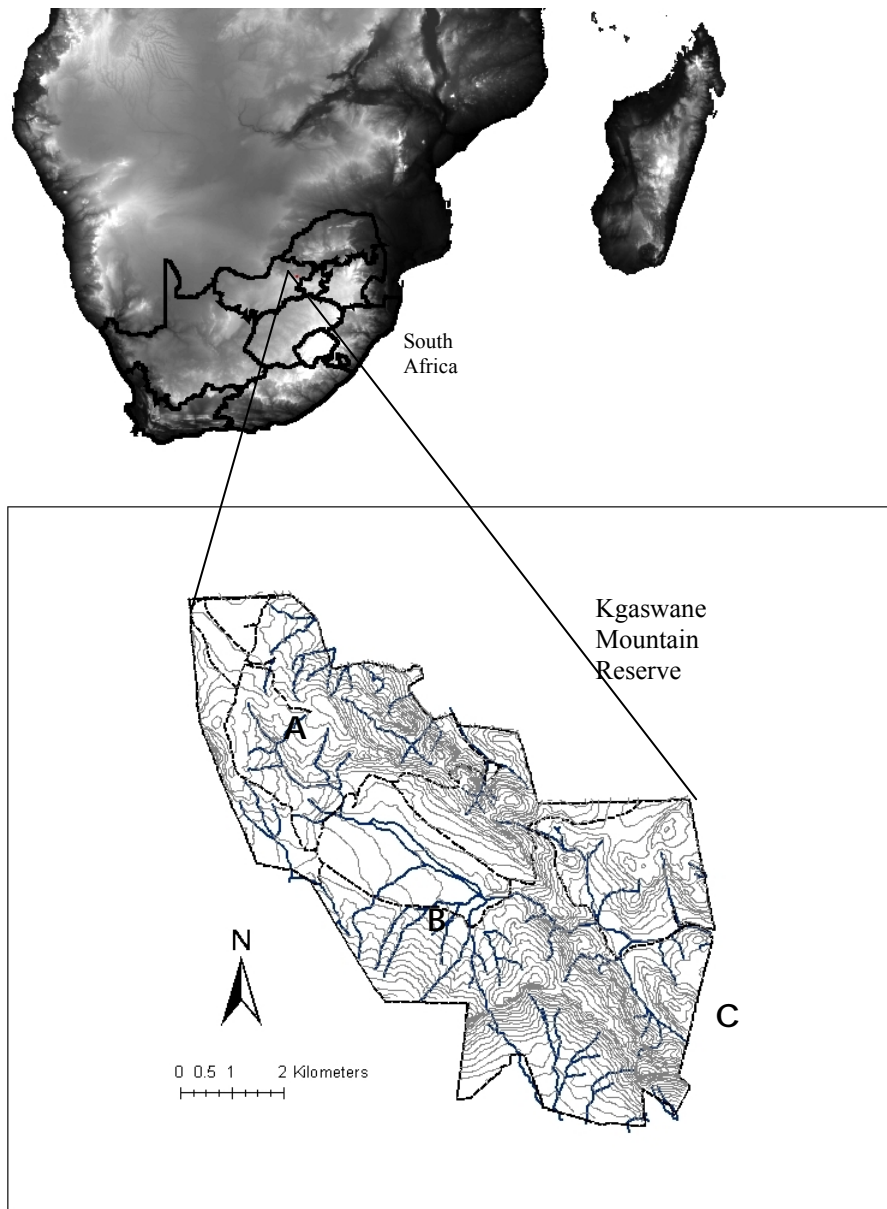 South
Africa
Kgaswane
Mountain
Reserve
A
B
N
C
0 0.5 1 2 Kilometers